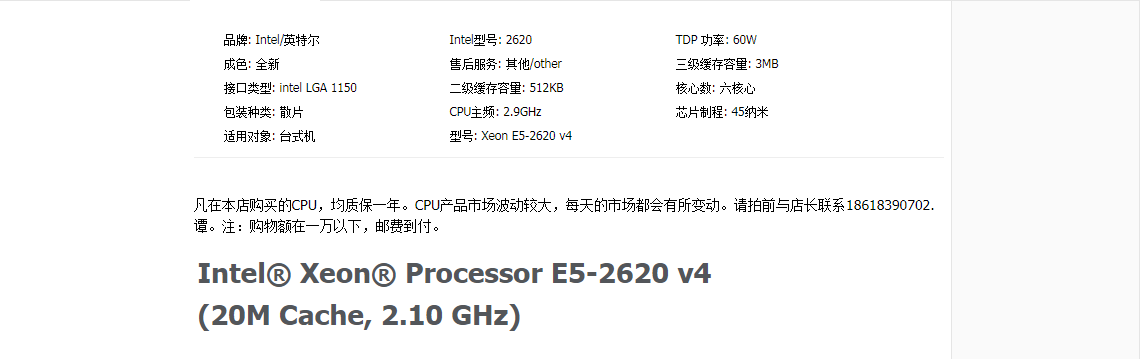 品牌: Intel/英特尔 Intel型号: 2620 TDP 功率: 60W
成色: 全新 售后服务: 其他/other 三级缓存容量: 3MB
接口类型: intel LGA 1150 二级缓存容量: 512KB 核心数: 六核心
包装种类: 散片 CPU主频: 2.9GHz 芯片制程: 45纳米
适用对象: 台式机 型号: Xeon E5-2620 v4
凡在本店购买的CPU，均质保一年。CPU产品市场波动较大，每天的市场都会有所变动。请拍前与店长联系18618390702.
谭。注：购物额在一万以下，邮费到付。
Intel® Xeon® Processor E5-2620 v4
(20M Cache, 2.10 GHz)